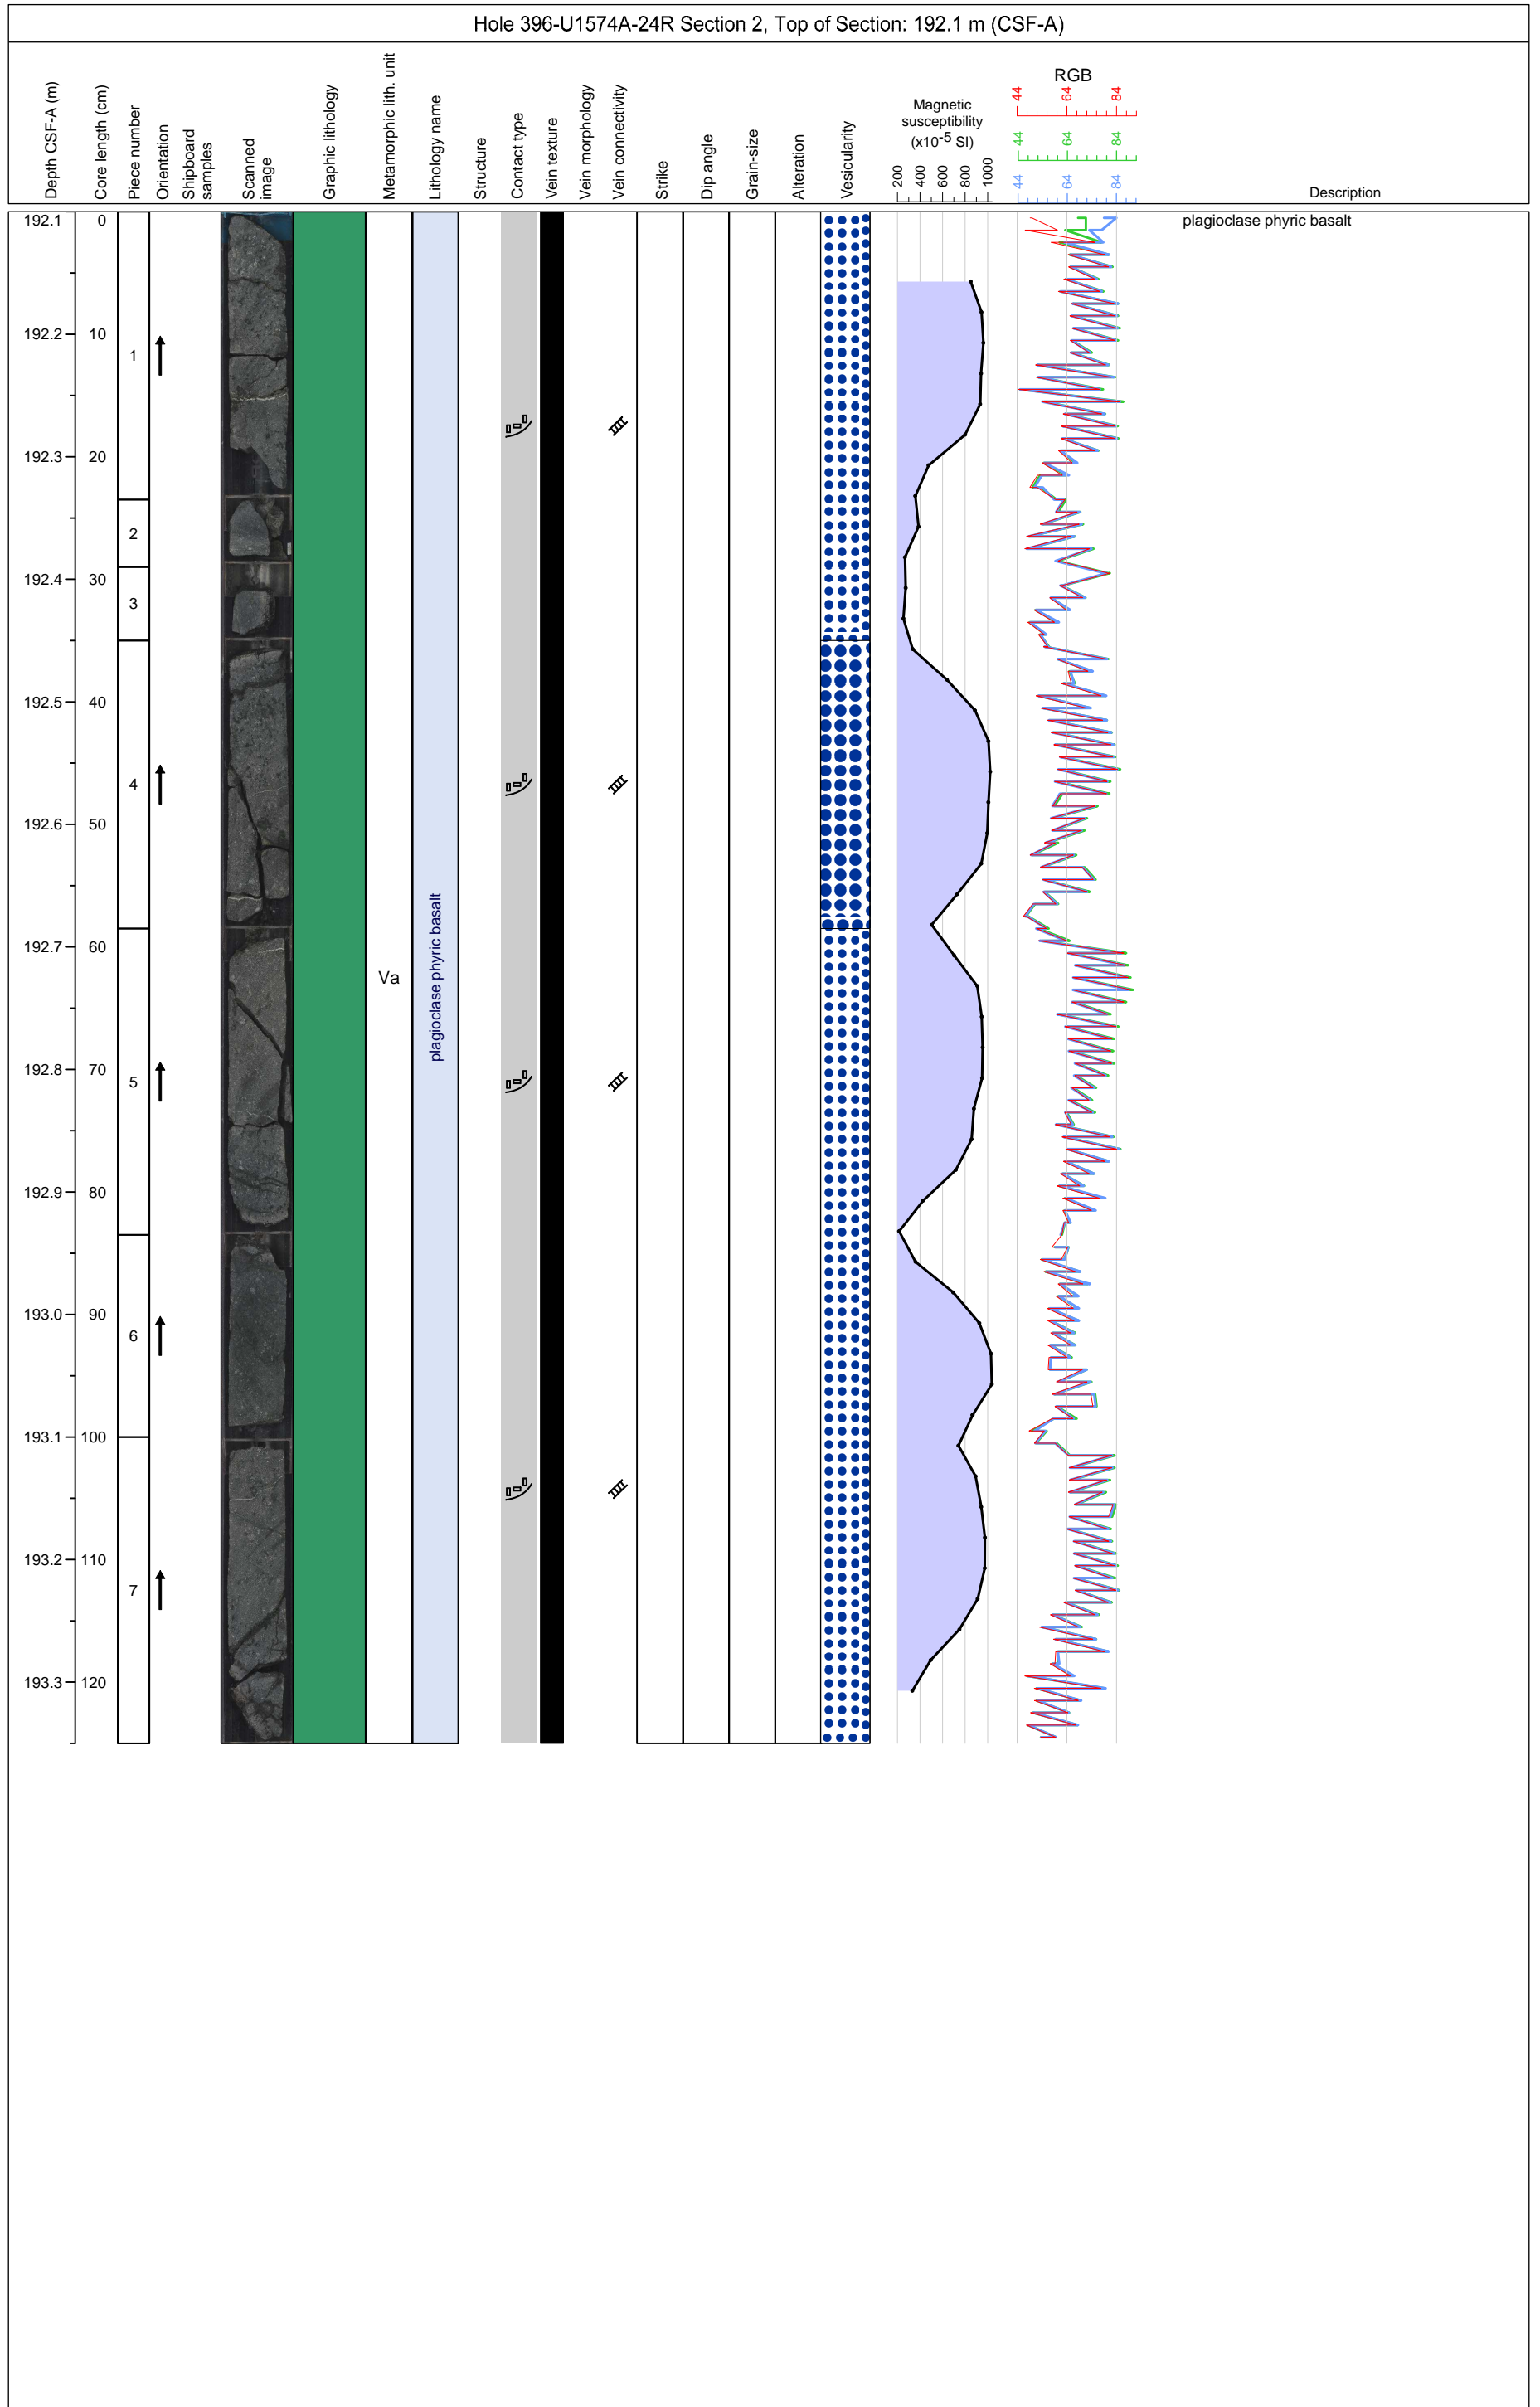 Hole 396-U1574A-24R Section 2, Top of Section: 192.1 m (CSF-A)
Depth CSF-A (m)
Core length (cm)
Piece number
Orientation
Shipboard
samples
Scanned
image
Graphic lithology
Metamorphic lith. unit
Lithology name
Structure
Contact type
Vein texture
Vein morphology
Vein connectivity
Strike
Dip angle
Grain-size
Alteration
Vesicularity
Magnetic
susceptibility
(x10-5 SI)
200 400 600 800 1000
RGB
44 64 84
44 64 84
44 64 84
Description
192.1 0
plagioclase phyric basalt
192.2 10
1
192.3 20
2
192.4 30
3
192.5 40
4
192.6 50
192.7 60
Va
plagioclase phyric basalt
192.8 70
5
192.9 80
193.0 90
6
193.1 100
193.2 110
7
193.3 120